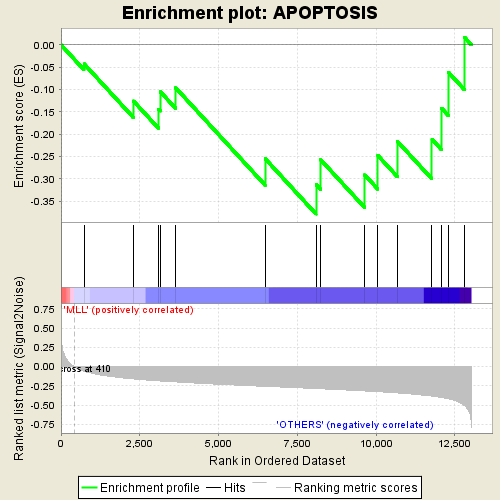 Enrichment plot: APOPTOSIS
Enrichment score (ES)
0.00
-0.05
-0.10
-0.15
-0.20
-0.25
-0.30
-0.35
'MLL' (positively correlated)
Ranked list metric (Signal2Noise)
0.75
0.50
0.25
0.00
-0.25
-0.50
-0.75
ross at 410
'OTHERS' (negatively correlated)
0
2,500
5,000
7,500
10,000
12,500
Rank in Ordered Dataset
Enrichment profile
Hits
Ranking metric scores